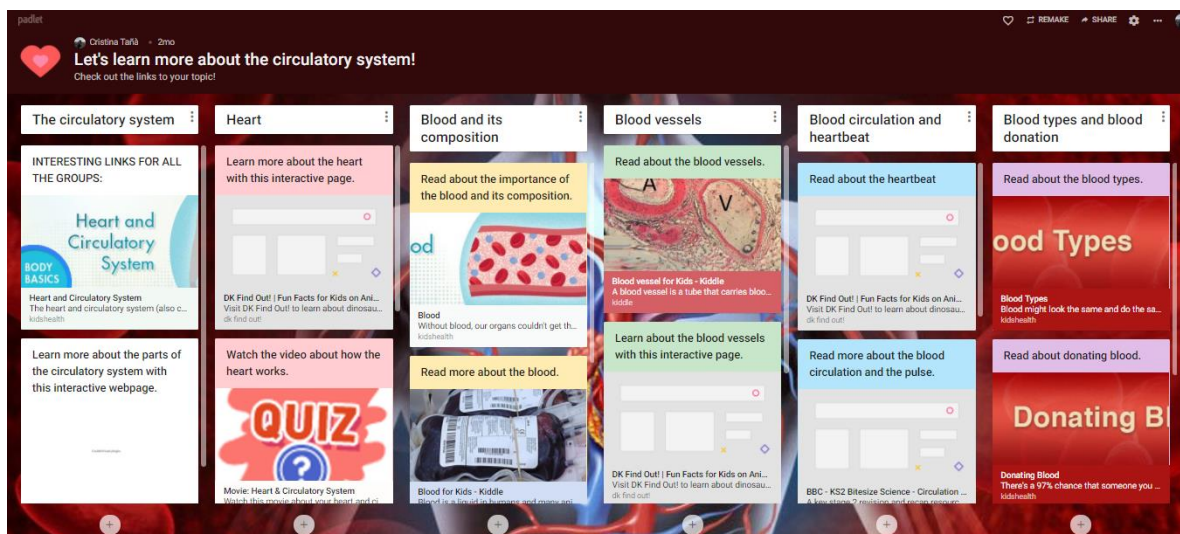 padlet
REMAKE
SHARE
Cristina Tañà • 2mo
Let's learn more about the circulatory system!
Check out the links to your topic!
The circulatory system
INTERESTING LINKS FOR ALL
THE GROUPS:
Heart and
Circulatory
System
BODY
BASICS
Heart and Circulatory System
The heart and circulatory system (also c...
kidshealth
Learn more about the parts of
the circulatory system with
this interactive webpage.
Heart
Learn more about the heart
with this interactive page.
DK Find Out! | Fun Facts for Kids on Ani...
Visit DK Find Out! to learn about dinosau...
dk find out!
Watch the video about how the
heart works.
QUIZ
?
Movie: Heart & Circulatory System
Watch this movie about your heart and ci
Blood and its
composition
Read about the importance of
the blood and its composition.
od
Blood
Without blood, our organs couldn't get th...
kidshealth
Read more about the blood.
Blood for Kids - Kiddle
Blood is a liquid in humans and many ani
Blood vessels
Read about the blood vessels.
A
V
Blood vessel for Kids - Kiddle
A blood vessel is a tube that carries bloo...
kiddle
Learn about the blood vessels
with this interactive page.
DK Find Out! | Fun Facts for Kids on Ani...
Visit DK Find Out! to learn about dinosau...
dk find out!
Blood circulation and
heartbeat
Read about the heartbeat
DK Find Out! | Fun Facts for Kids on Ani...
Visit DK Find Out! to learn about dinosau...
dk find out!
Read more about the blood
circulation and the pulse.
BBC - KS2 Bitesize Science - Circulation ...
A key stage 2 revision and recap resourc
Blood types and blood
donation
Read about the blood types.
ood Types
Blood Types
Blood might look the same and do the sa...
kidshealth
Read about donating blood.
Donating Bl
Donating Blood
There's a 97% chance that someone you ...
kidshealth